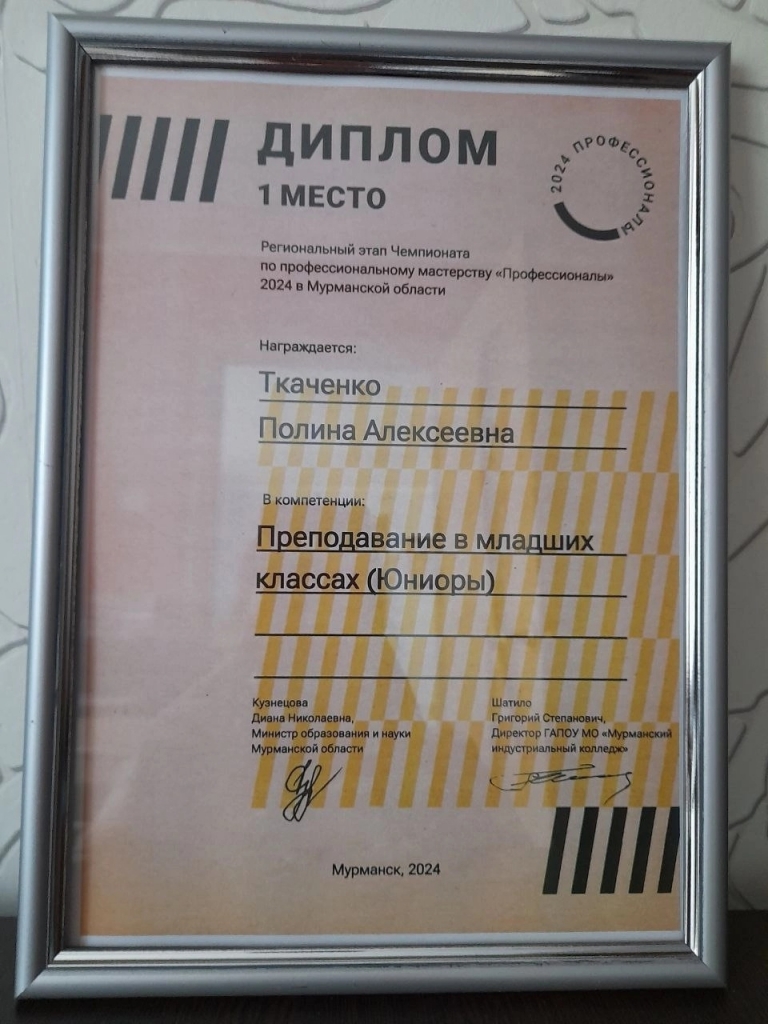 ДИПЛОМ
1 МЕСТО
2024 ПРОФЕССИОНАЛЫ
Региональный этап Чемпионата
по профессиональному мастерству «Профессионалы»
2024 в Мурманской области
Награждается:
Ткаченко
Полина Алексеевна
В компетенции:
Преподавание в младших
классах (Юниоры)
Кузнецова
Диана Николаевна,
Министр образования и науки
Мурманской области
Шатило
Григорий Степанович,
Директор ГАПОУ МО «Мурманский
индустриальный колледж»
Мурманск, 2024